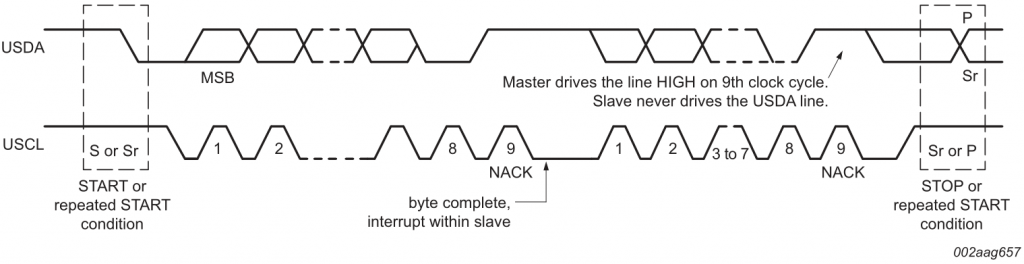 P
USDA
MSB
Sr
Master drives the line HIGH on 9th clock cycle.
Slave never drives the USDA line.
USCL
S or Sr
1
2
8
9
1
2
3 to 7
8
9
Sr or P
NACK
NACK
START or
repeated START
condition
byte complete,
interrupt within slave
STOP or
repeated START
condition
002aag657